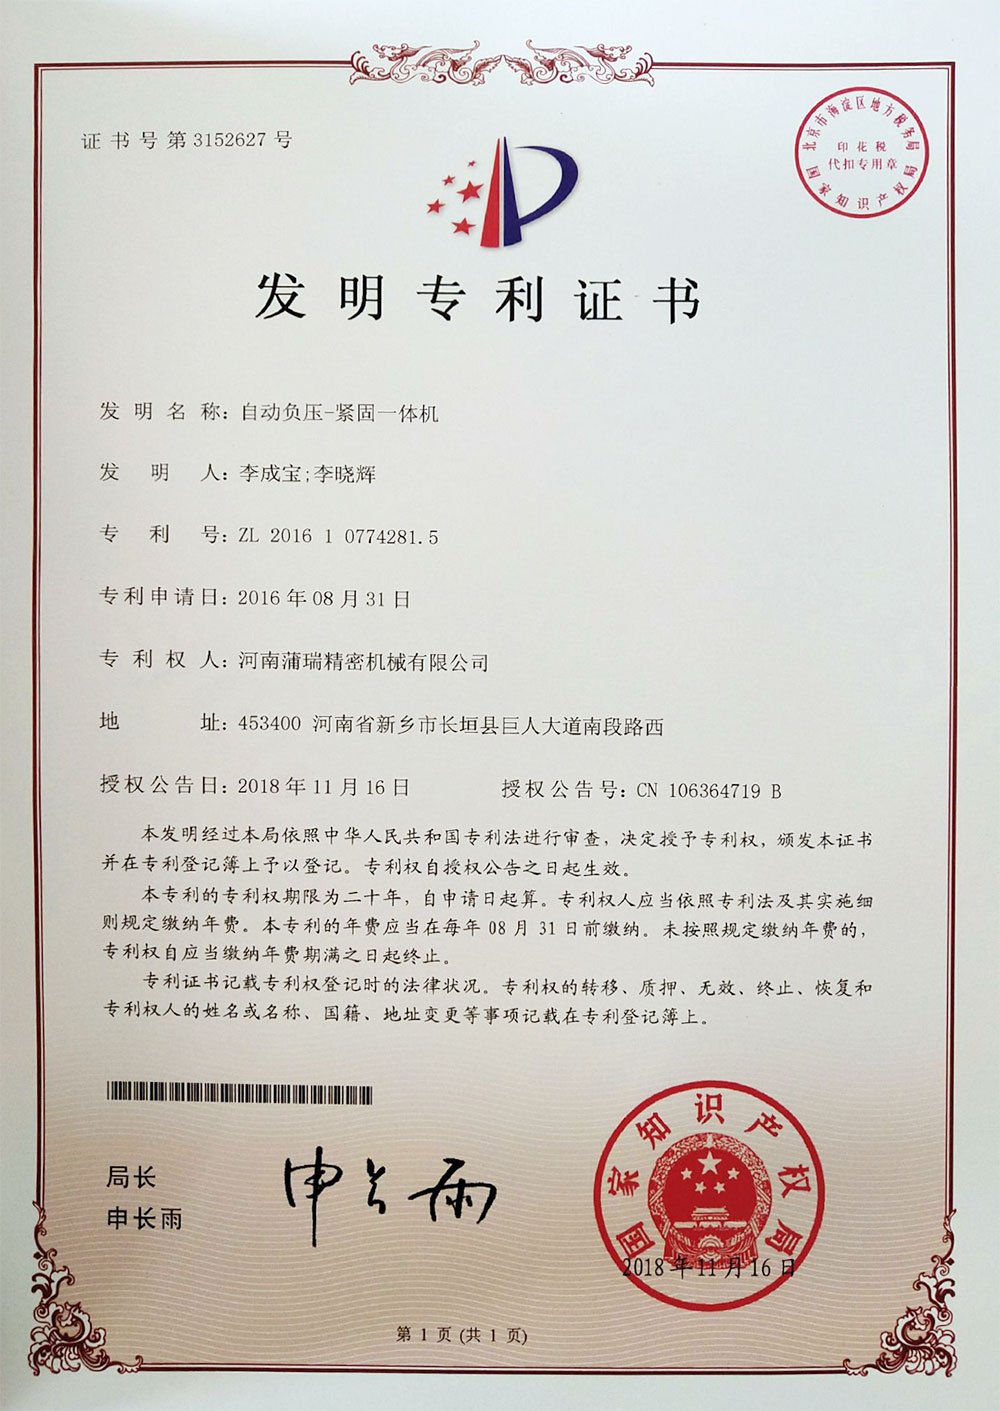 证书号第3152627号
北京市海淀区地方税务局
印花税
代扣专用章
国家知识产权局
发明专利证书
发明名称：自动负压-紧固一体机
发明人：李成宝;李晓辉
专利号：ZL 2016 1 0774281.5
专利申请日：2016年08月31日
专利权人：河南蒲瑞精密机械有限公司
地址：453400 河南省新乡市长垣县巨人大道南段路西
授权公告日：2018年11月16日 授权公告号：CN 106364719 B
本发明经过本局依照中华人民共和国专利法进行审查，决定授予专利权，颁发本证书
并在专利登记簿上予以登记。专利权自授权公告之日起生效。
本专利的专利权期限为二十年，自申请日起算。专利权人应当依照专利法及其实施细
则规定缴纳年费。本专利的年费应当在每年08月31日前缴纳。未按照规定缴纳年费的，
专利权自应当缴纳年费期满之日起终止。
专利证书记载专利权登记时的法律状况。专利权的转移、质押、无效、终止、恢复和
专利权人的姓名或名称、国籍、地址变更等事项记载在专利登记簿上。
局长
申长雨
申长雨
国家知识产权局
2018年11月16日
第1页(共1页)